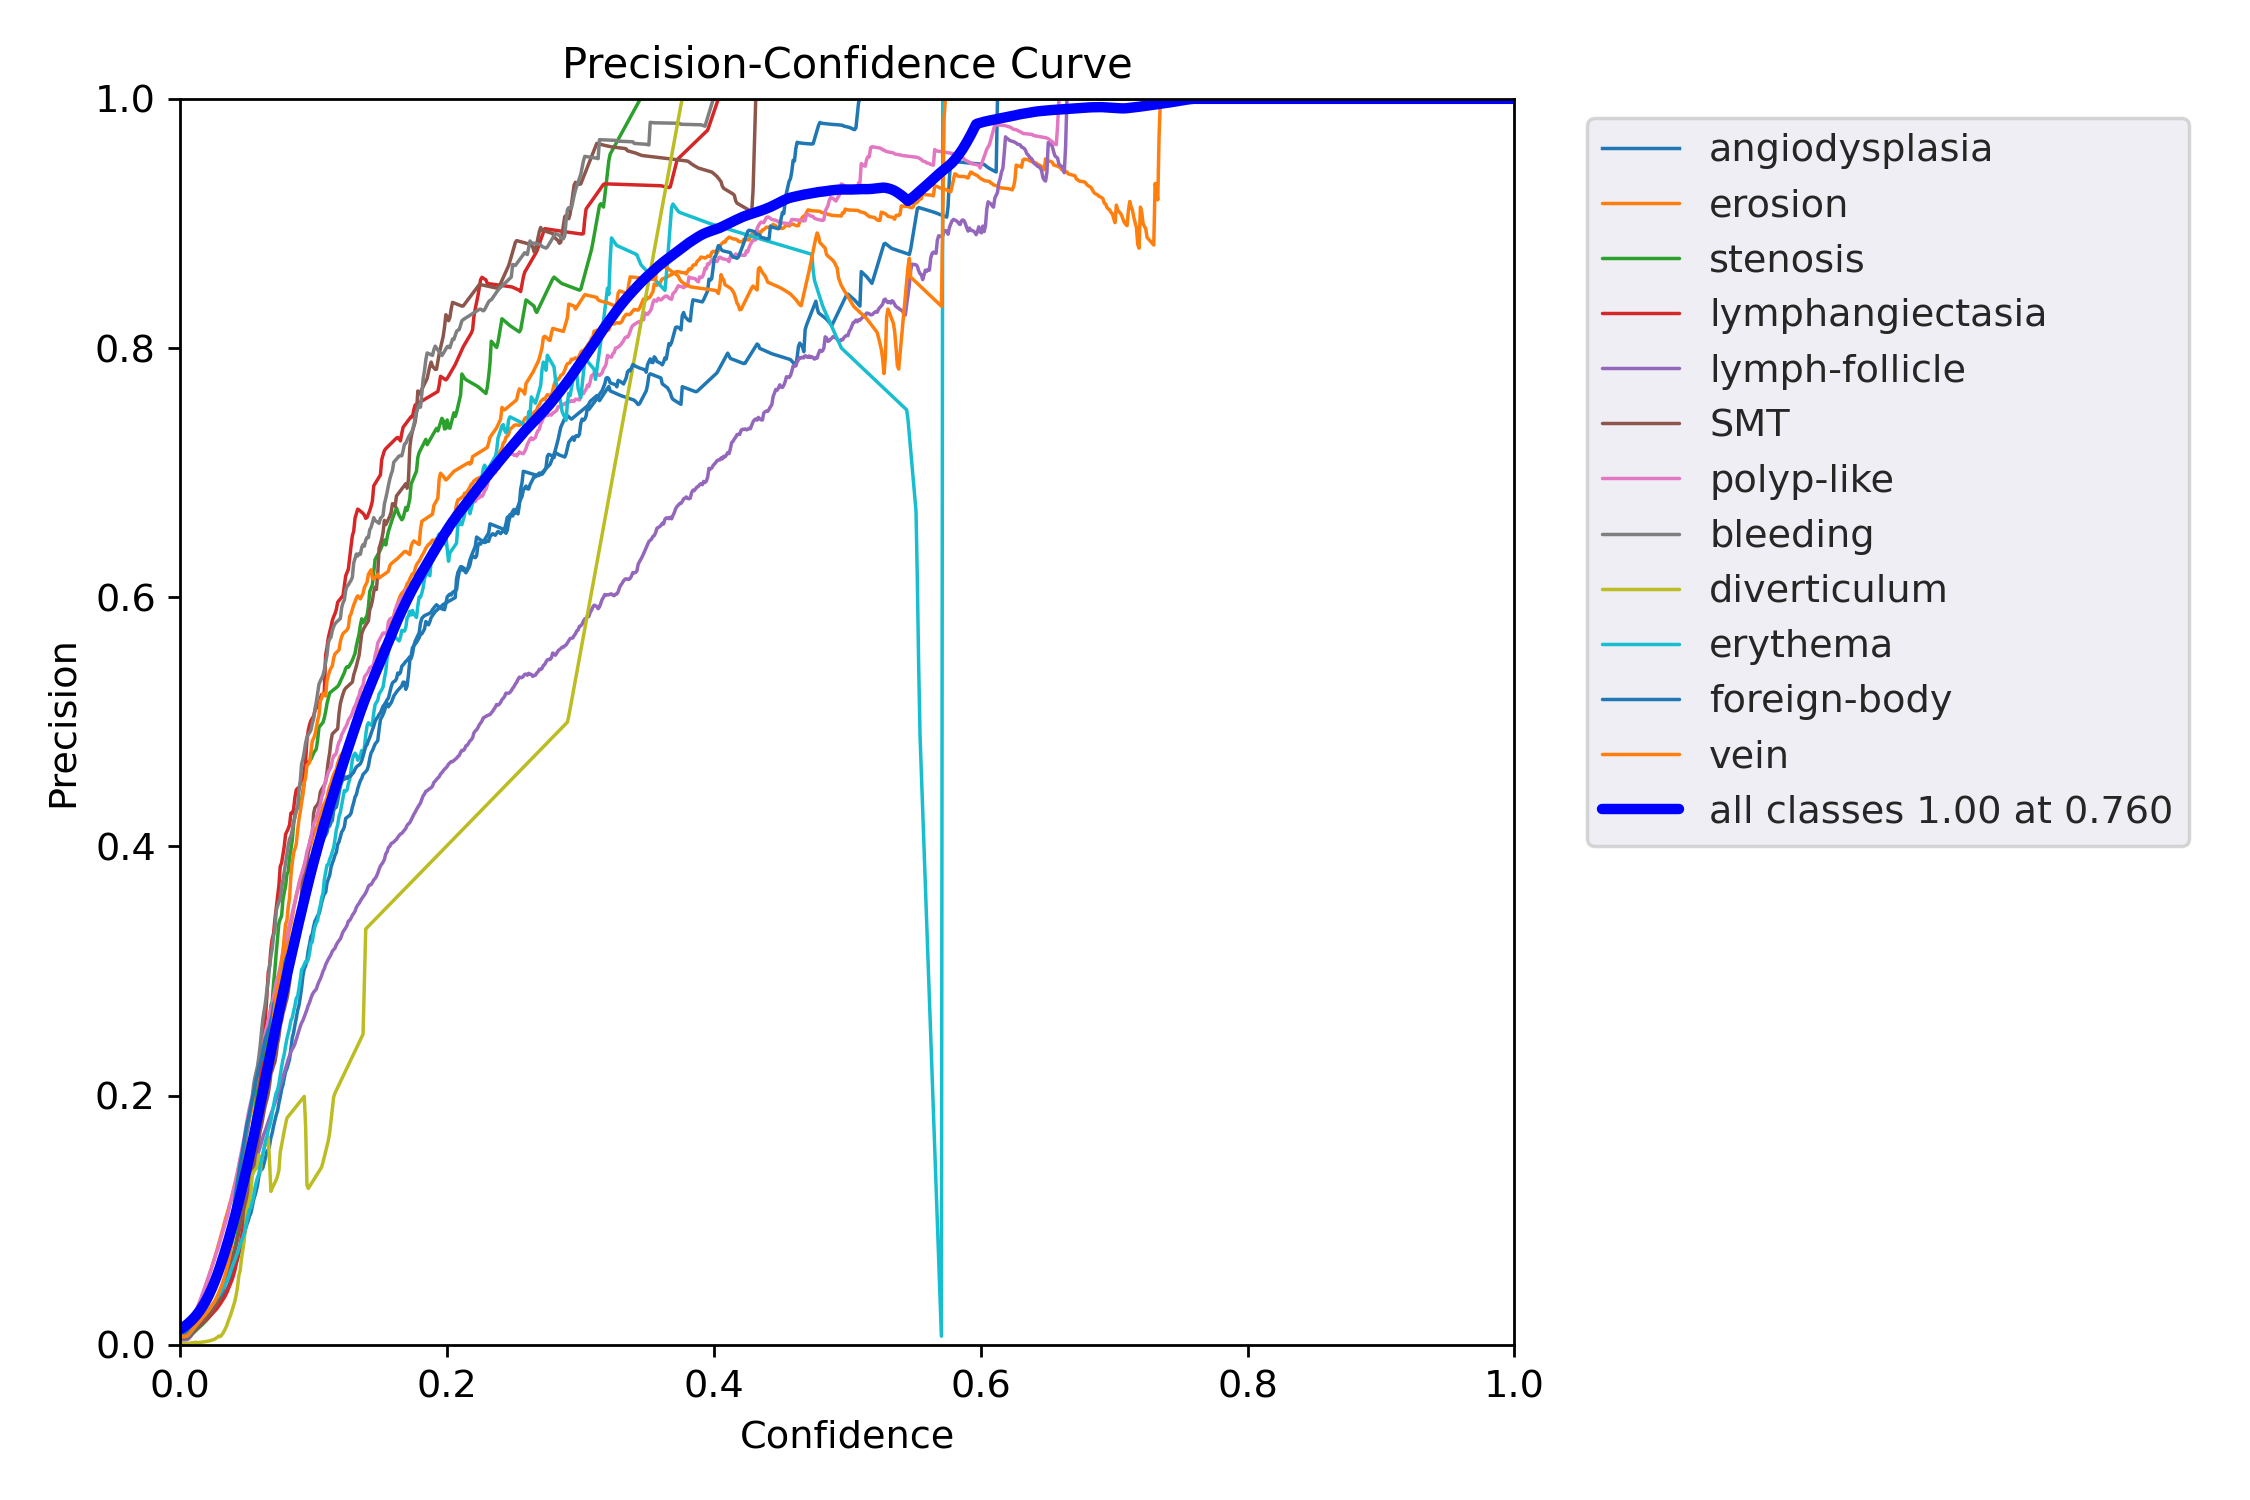 Precision-Confidence Curve
1.0
0.8
0.6
0.4
0.2
0.0
Precision
0.0 0.2 0.4 0.6 0.8 1.0
Confidence
angiodysplasia
erosion
stenosis
lymphangiectasia
lymph-follicle
SMT
polyp-like
bleeding
diverticulum
erythema
foreign-body
vein
all classes 1.00 at 0.760